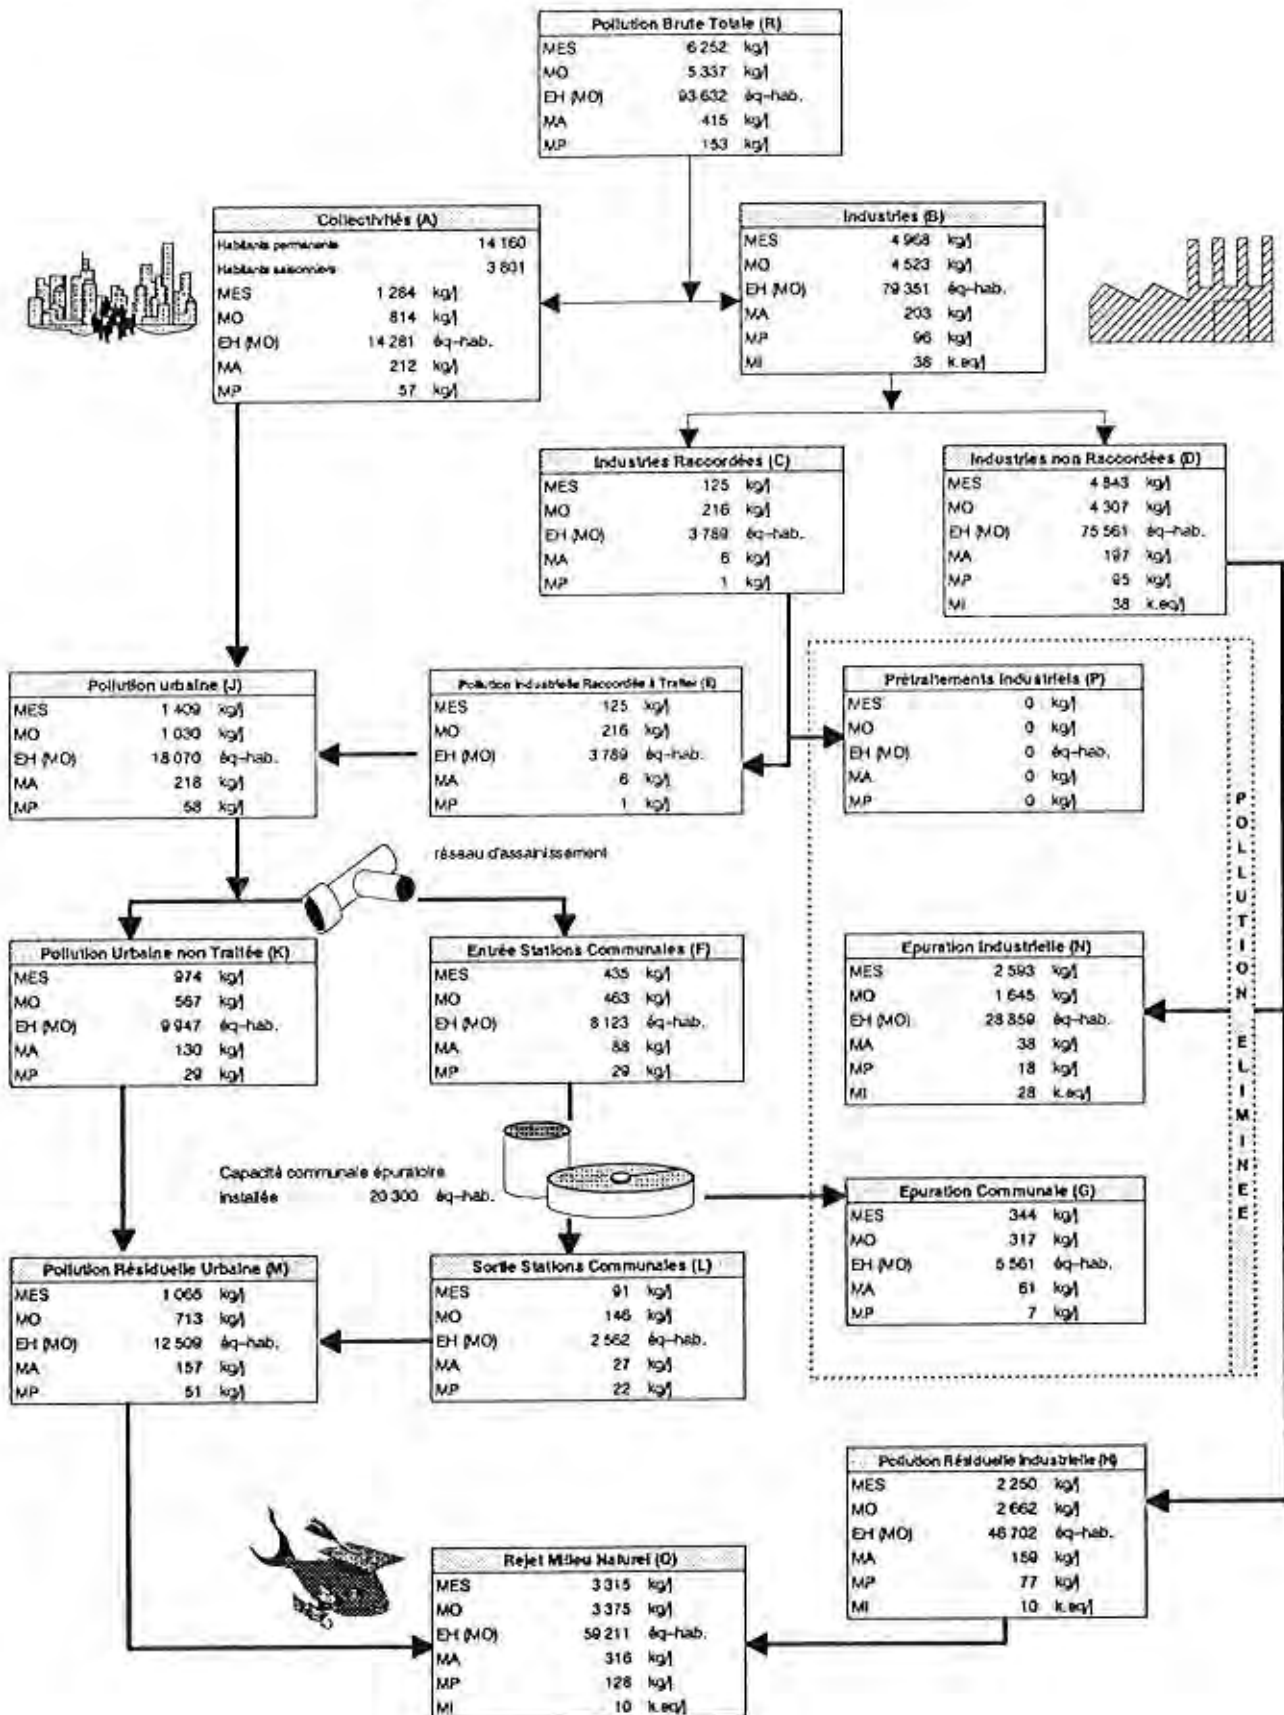 Pollution Brute Totale (R)
MES 6 252 kg/j
MO 5 337 kg/j
EH (MO) 93 632 éq-hab.
MA 415 kg/j
MP 153 kg/j
Collectivités (A)
Habitants permanents 14 160
Habitants saisonniers 3 801
MES 1 284 kg/j
MO 814 kg/j
EH (MO) 14 281 éq-hab.
MA 212 kg/j
MP 57 kg/j
Industries (B)
MES 4 968 kg/j
MO 4 523 kg/j
EH (MO) 79 351 éq-hab.
MA 203 kg/j
MP 96 kg/j
MI 38 k.eq/j
Industries Raccordées (C)
MES 125 kg/j
MO 216 kg/j
EH (MO) 3 789 éq-hab.
MA 6 kg/j
MP 1 kg/j
Industries non Raccordées (D)
MES 4 843 kg/j
MO 4 307 kg/j
EH (MO) 75 561 éq-hab.
MA 197 kg/j
MP 95 kg/j
MI 38 k.eq/j
Pollution urbaine (J)
MES 1 409 kg/j
MO 1 030 kg/j
EH (MO) 18 070 éq-hab.
MA 218 kg/j
MP 58 kg/j
Pollution Industrielle Raccordée à Traiter (E)
MES 125 kg/j
MO 216 kg/j
EH (MO) 3 789 éq-hab.
MA 6 kg/j
MP 1 kg/j
Prétraitements Industriels (P)
MES 0 kg/j
MO 0 kg/j
EH (MO) 0 éq-hab.
MA 0 kg/j
MP 0 kg/j
POLLUTION ELIMINEE
réseau d'assainissement
Pollution Urbaine non Traitée (K)
MES 974 kg/j
MO 567 kg/j
EH (MO) 9 947 éq-hab.
MA 130 kg/j
MP 29 kg/j
Entrée Stations Communales (F)
MES 435 kg/j
MO 463 kg/j
EH (MO) 8 123 éq-hab.
MA 88 kg/j
MP 29 kg/j
Epuration Industrielle (N)
MES 2 593 kg/j
MO 1 645 kg/j
EH (MO) 28 859 éq-hab.
MA 38 kg/j
MP 18 kg/j
MI 28 k.eq/j
Capacité communale épuratoire
installée 20 300 éq-hab.
Epuration Communale (G)
MES 344 kg/j
MO 317 kg/j
EH (MO) 5 561 éq-hab.
MA 61 kg/j
MP 7 kg/j
Pollution Résiduelle Urbaine (M)
MES 1 065 kg/j
MO 713 kg/j
EH (MO) 12 509 éq-hab.
MA 157 kg/j
MP 51 kg/j
Sortie Stations Communales (L)
MES 91 kg/j
MO 146 kg/j
EH (MO) 2 562 éq-hab.
MA 27 kg/j
MP 22 kg/j
Pollution Résiduelle Industrielle (H)
MES 2 250 kg/j
MO 2 662 kg/j
EH (MO) 46 702 éq-hab.
MA 159 kg/j
MP 77 kg/j
MI 10 k.eq/j
Rejet Milieu Naturel (O)
MES 3 315 kg/j
MO 3 375 kg/j
EH (MO) 59 211 éq-hab.
MA 316 kg/j
MP 128 kg/j
MI 10 k.eq/j